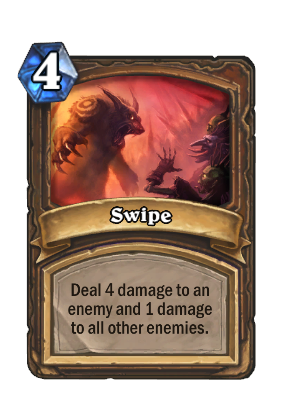 4
Swipe
Deal 4 damage to an
enemy and 1 damage
to all other enemies.